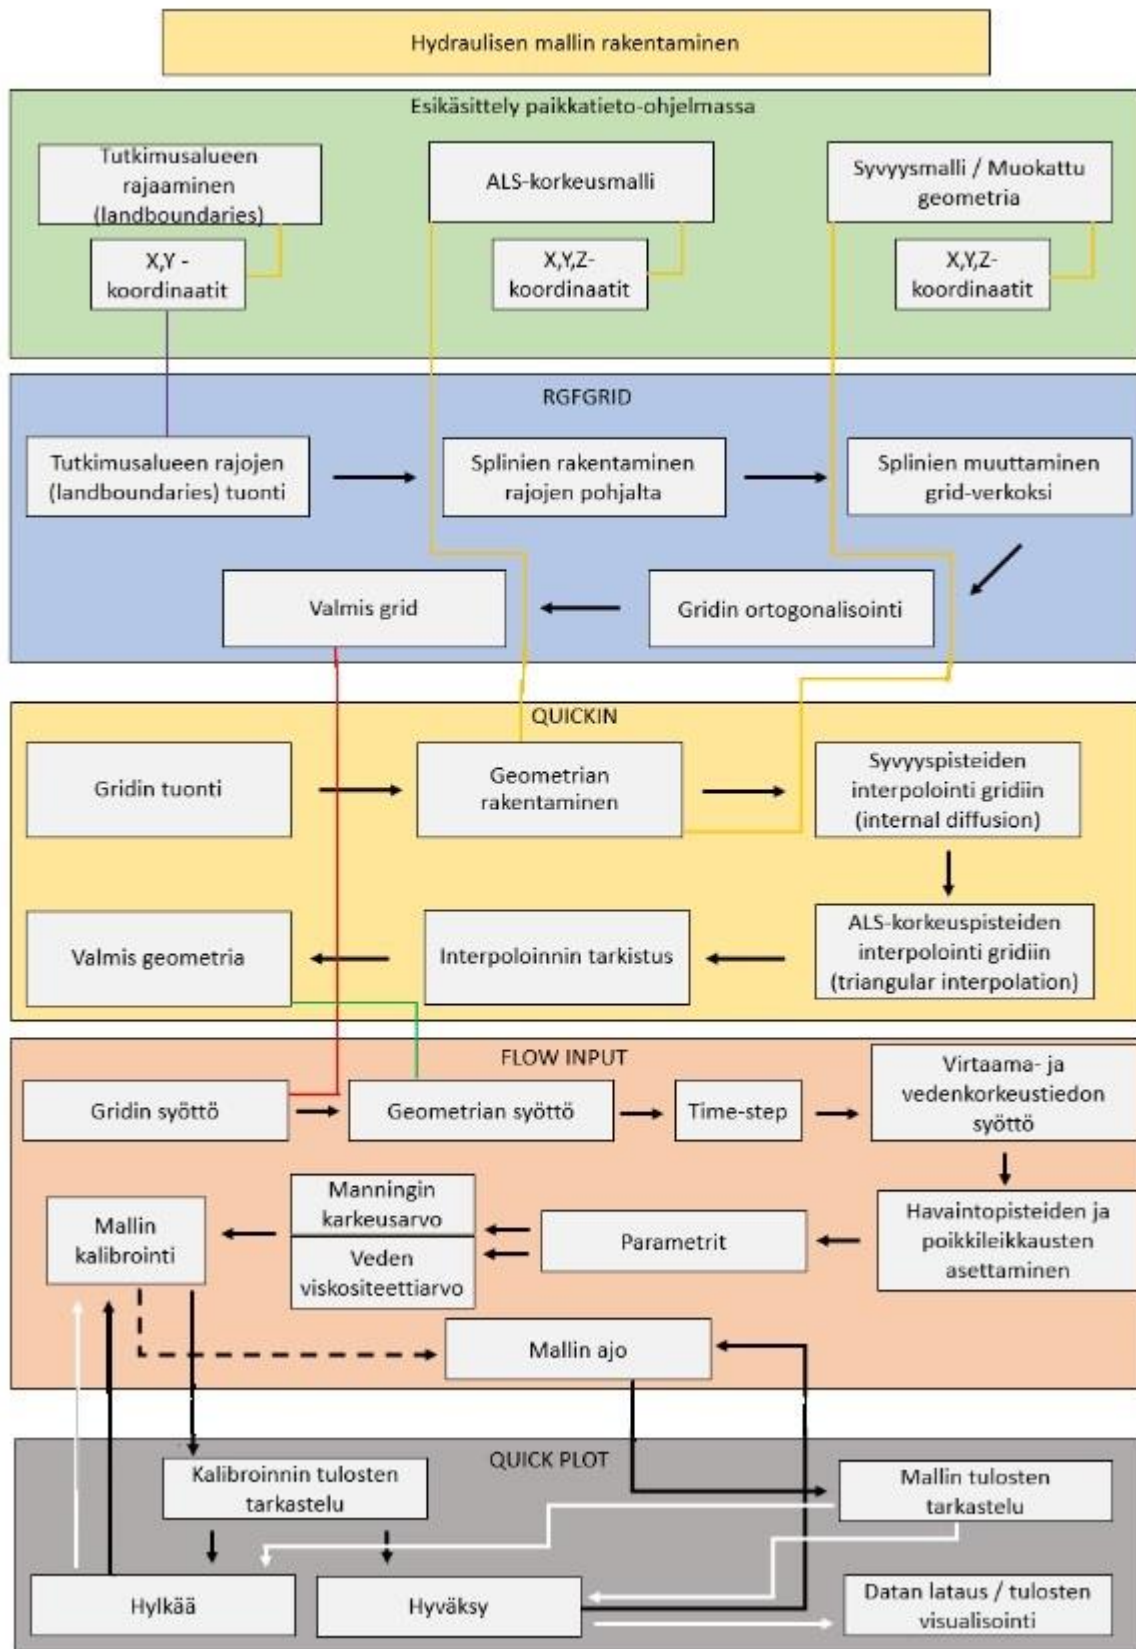 Hydraulisen mallin rakentaminen
Esikäsittely paikkatieto-ohjelmassa
Tutkimusalueen
rajaaminen
(landboundaries)
X,Y -
koordinaatit
ALS-korkeusmalli
X,Y,Z-
koordinaatit
Syvyysmalli / Muokattu
geometria
X,Y,Z-
koordinaatit
RGFGRID
Tutkimusalueen rajojen
(landboundaries) tuonti
Splinien rakentaminen
rajojen pohjalta
Splinien muuttaminen
grid-verkoksi
Valmis grid
Gridin ortogonalisointi
QUICKIN
Gridin tuonti
Geometrian
rakentaminen
Syvyyspisteiden
interpolointi gridiin
(internal diffusion)
Valmis geometria
Interpoloinnin tarkistus
ALS-korkeuspisteiden
interpolointi gridiin
(triangular interpolation)
FLOW INPUT
Gridin syöttö
Geometrian syöttö
Time-step
Virtaama- ja
vedenkorkeustiedon
syöttö
Mallin
kalibrointi
Manningin
karkeusarvo
Veden
viskositeettiarvo
Parametrit
Havaintopisteiden ja
poikkileikkausten
asettaminen
Mallin ajo
QUICK PLOT
Kalibroinnin tulosten
tarkastelu
Mallin tulosten
tarkastelu
Hylkää
Hyväksy
Datan lataus / tulosten
visualisointi